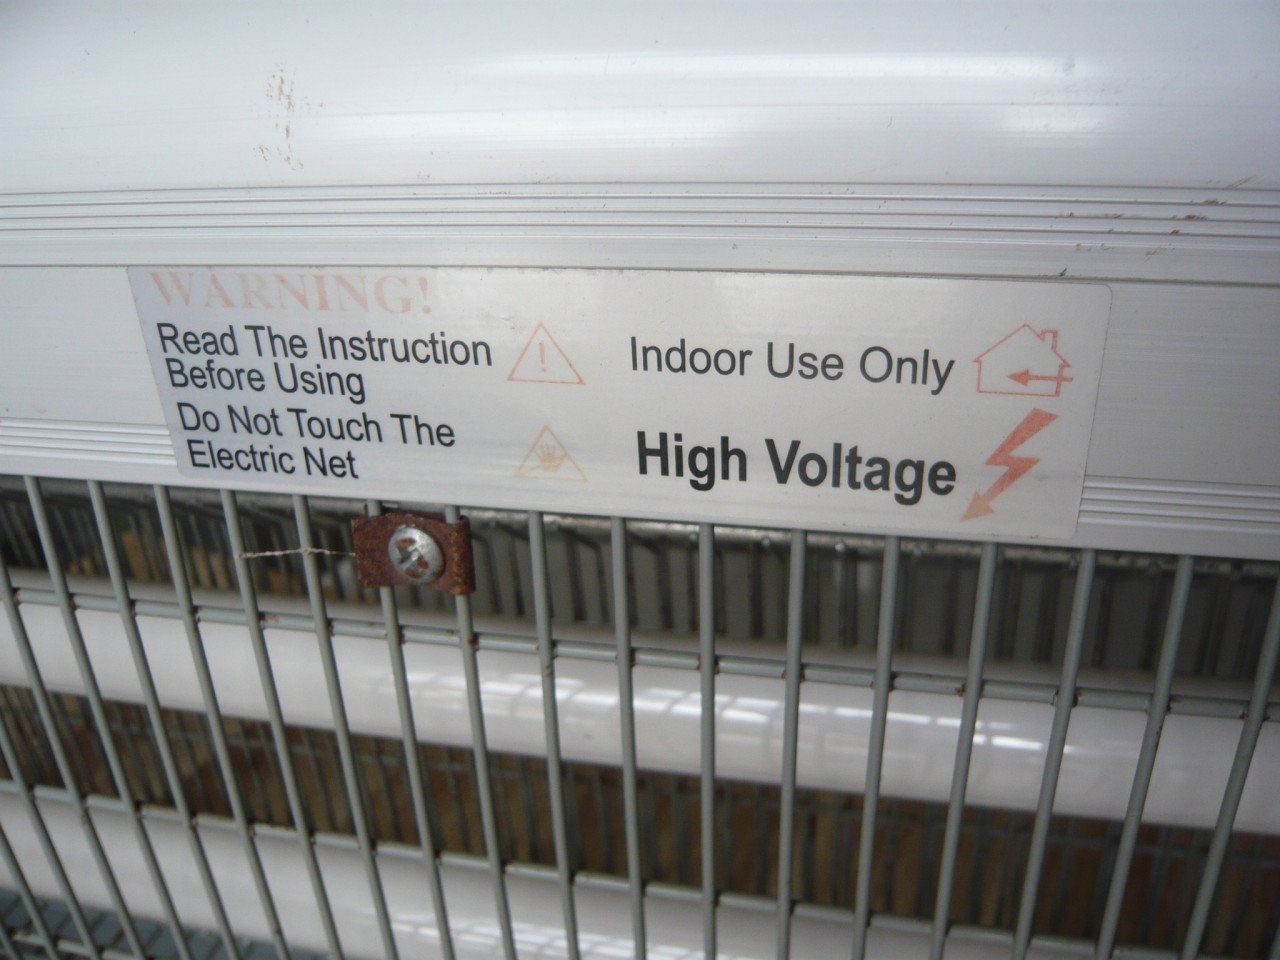 WARNING!
Read The Instruction
Before Using
Do Not Touch The
Electric Net
Indoor Use Only
High Voltage